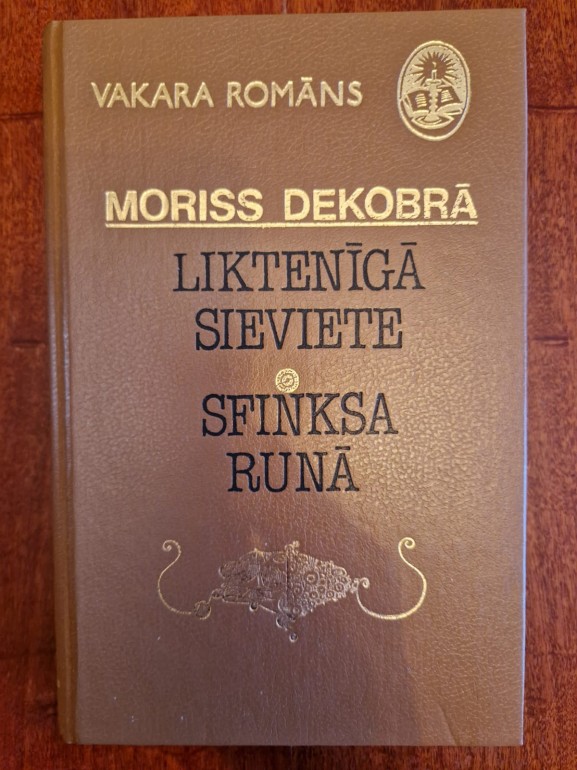 VAKARA ROMĀNS
MORISS DEKOBRĀ
LIKTENĪGĀ
SIEVIETE
SFINKSA
RUNĀ